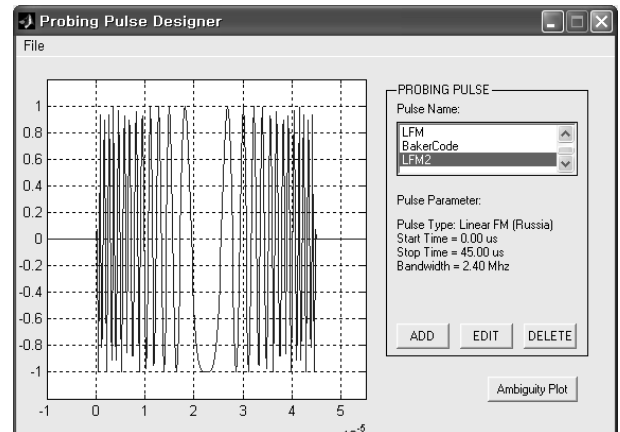 Probing Pulse Designer
File
1
0.8
0.6
0.4
0.2
0
-0.2
-0.4
-0.6
-0.8
-1
-1 0 1 2 3 4 5
PROBING PULSE
Pulse Name:
LFM
BakerCode
LFM2
Pulse Parameter:
Pulse Type: Linear FM (Russia)
Start Time = 0.00 us
Stop Time = 45.00 us
Bandwidth = 2.40 Mhz
ADD EDIT DELETE
Ambiguity Plot